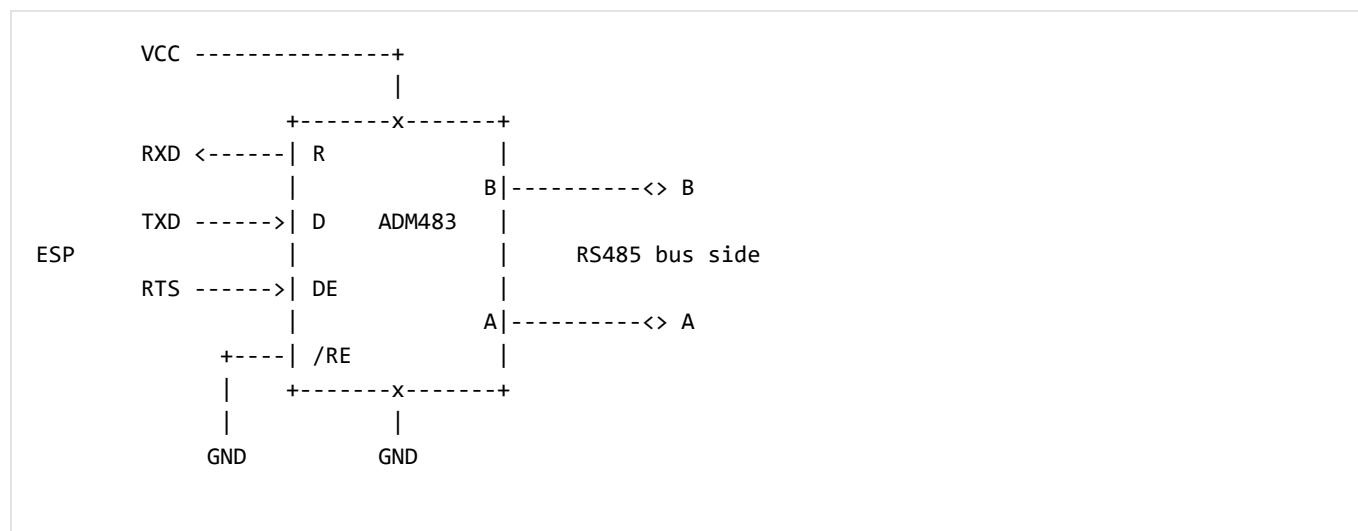 VCC ---------------+
|
+-------x-------+
RXD <------| R |
| B|----------<> B
TXD ------>| D ADM483 |
ESP | | RS485 bus side
RTS ------>| DE |
| A|----------<> A
+----| /RE |
| +-------x-------+
| |
GND GND